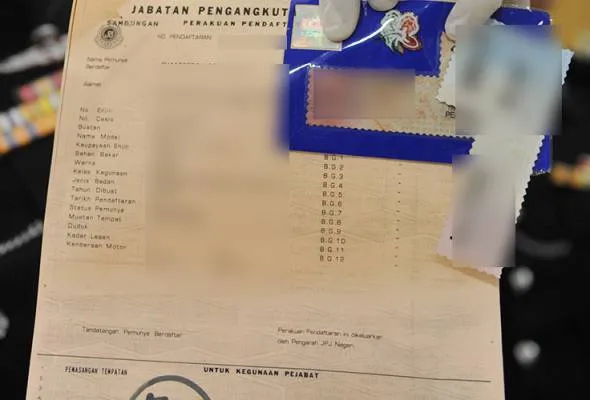 JABATAN PENGANGKUT
SAMBUNGAN PERAKUAN PENDAFT
NO. PENDAFTARAN
Nama Pemunya
Berdaftar
Alamat
No. Enjin
No. Casis
Buatan
Nama Model
Keupayaan Enjin
Bahan Bakar
Warna
Kelas Kegunaan
Jenis Badan
Tahun Dibuat
Tarikh Pendaftaran
Status Pemunya
Muatan Tempat
Duduk
Kadar Lesen
Kenderaan Motor
B.G.1
B.G.2
B.G.3
B.G.4
B.G.5
B.G.6
B.G.7
B.G.8
B.G.9
B.G.10
B.G.11
B.G.12
PE
Tandatangan Pemunya Berdaftar
Perakuan Pendaftaran ini dikeluarkan
oleh Pengarah JPJ Negeri
PEMASANGAN TEMPATAN
UNTUK KEGUNAAN PEJABAT